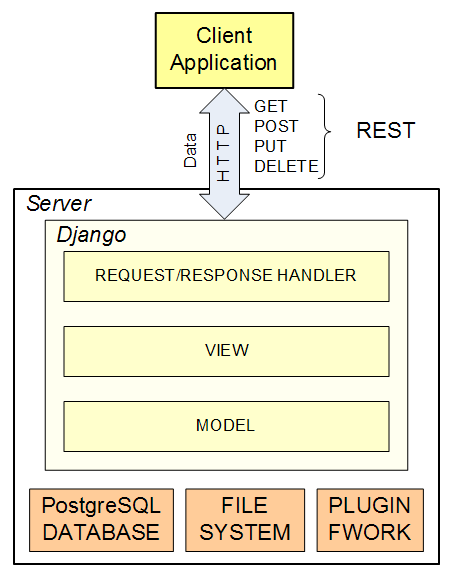 Client
Application
Data
HTTP
GET
POST
PUT
DELETE
REST
Server
Django
REQUEST/RESPONSE HANDLER
VIEW
MODEL
PostgreSQL
DATABASE
FILE
SYSTEM
PLUGIN
FWORK